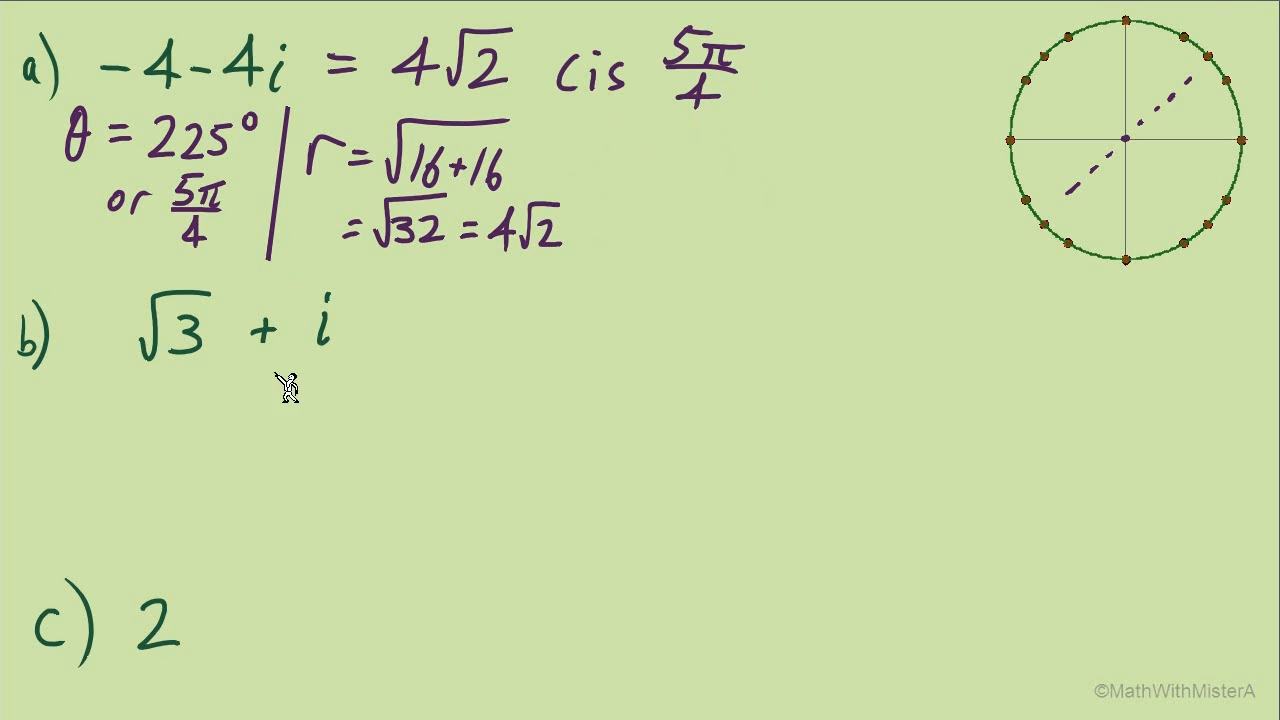 a) -4-4i = 4√2 cis 5π/4
θ = 225° | r = √16+16
or 5π/4 = √32 = 4√2
b) √3 + i
c) 2
©MathWithMisterA